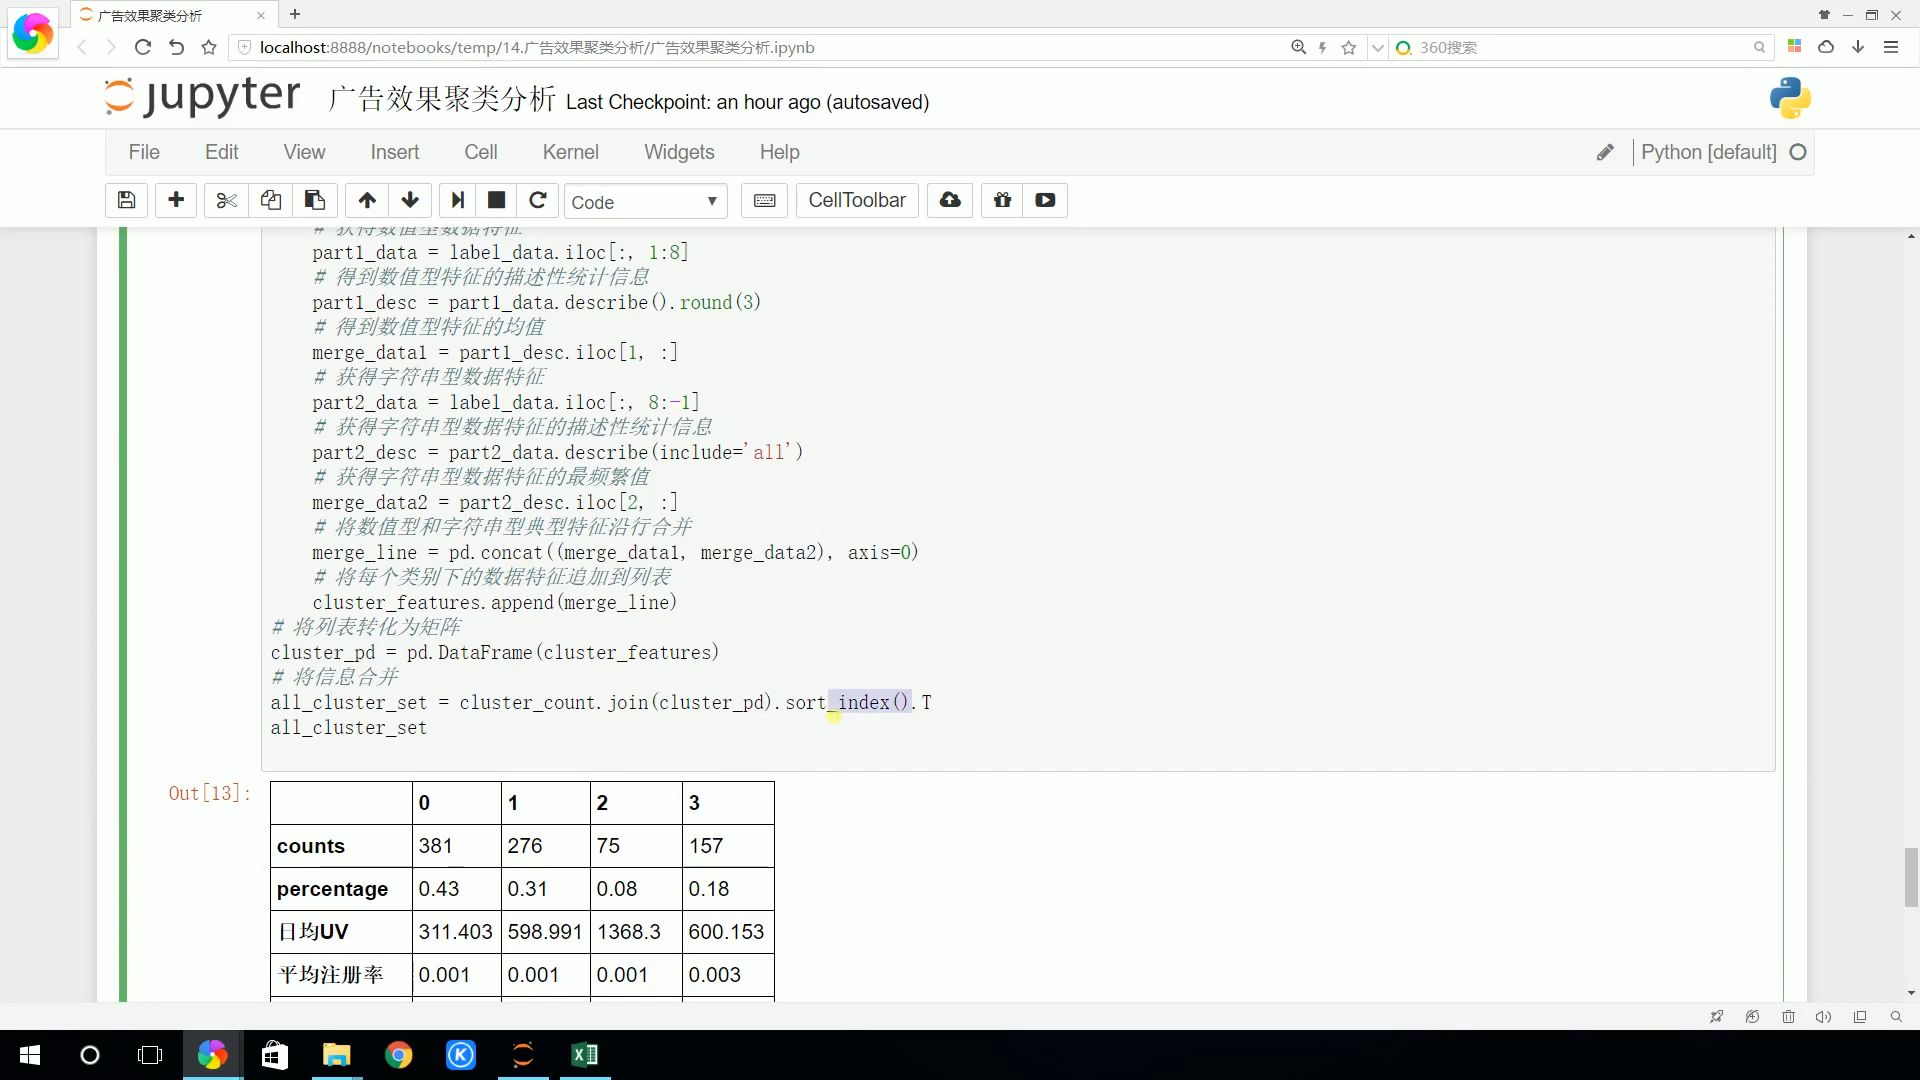 广告效果聚类分析
localhost:8888/notebooks/temp/14.广告效果聚类分析/广告效果聚类分析.ipynb
360搜索
jupyter 广告效果聚类分析 Last Checkpoint: an hour ago (autosaved)
File Edit View Insert Cell Kernel Widgets Help Python [default]
Code CellToolbar
# 获得数值型数据特征
part1_data = label_data.iloc[:, 1:8]
# 得到数值型特征的描述性统计信息
part1_desc = part1_data.describe().round(3)
# 得到数值型特征的均值
merge_data1 = part1_desc.iloc[1, :]
# 获得字符串型数据特征
part2_data = label_data.iloc[:, 8:-1]
# 获得字符串型数据特征的描述性统计信息
part2_desc = part2_data.describe(include='all')
# 获得字符串型数据特征的最频繁值
merge_data2 = part2_desc.iloc[2, :]
# 将数值型和字符串型典型特征沿行合并
merge_line = pd.concat((merge_data1, merge_data2), axis=0)
# 将每个类别下的数据特征追加到列表
cluster_features.append(merge_line)
# 将列表转化为矩阵
cluster_pd = pd.DataFrame(cluster_features)
# 将信息合并
all_cluster_set = cluster_count.join(cluster_pd).sort_index().T
all_cluster_set
Out[13]:
0 1 2 3
counts 381 276 75 157
percentage 0.43 0.31 0.08 0.18
日均UV 311.403 598.991 1368.3 600.153
平均注册率 0.001 0.001 0.001 0.003